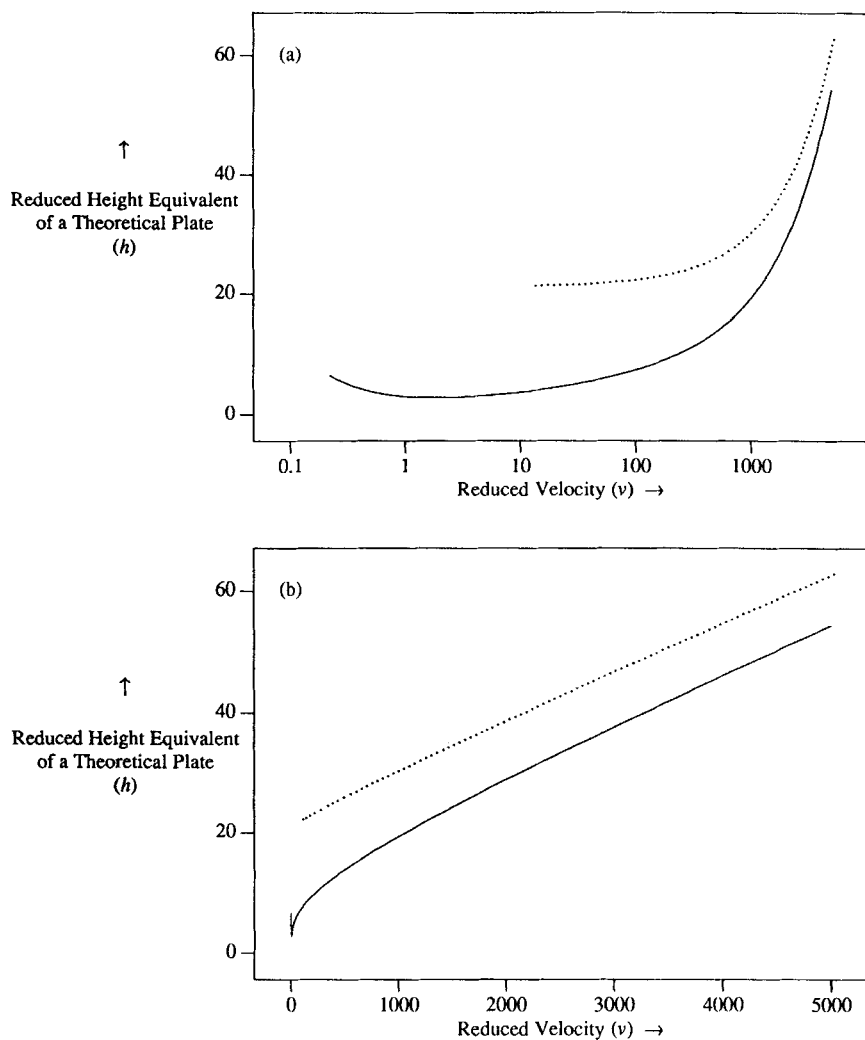 60
(a)
↑
40
Reduced Height Equivalent
of a Theoretical Plate
(h)
20
0
0.1 1 10 100 1000
Reduced Velocity (v) →
60
(b)
↑
40
Reduced Height Equivalent
of a Theoretical Plate
(h)
20
0
0 1000 2000 3000 4000 5000
Reduced Velocity (v) →